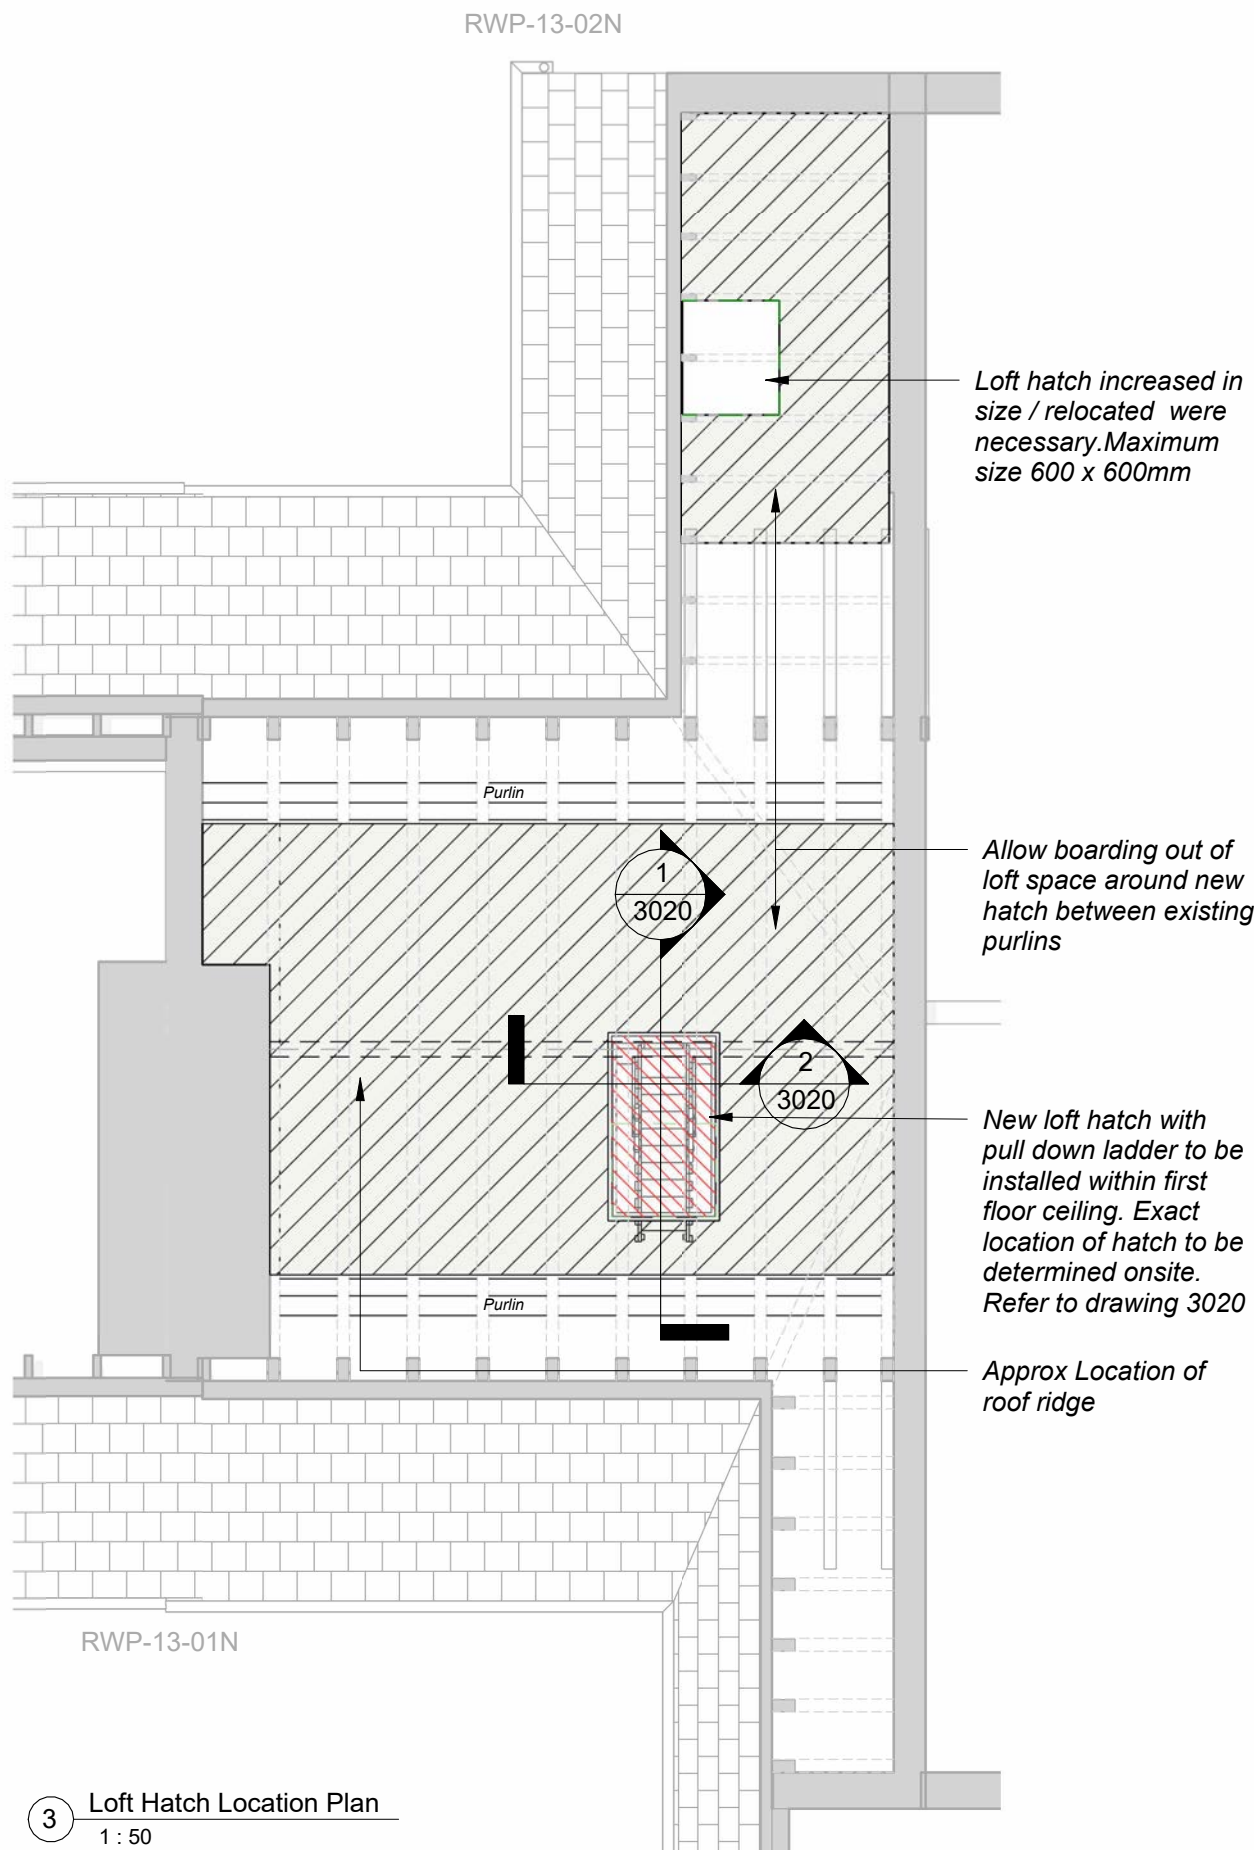 RWP-13-02N
Loft hatch increased in
size / relocated were
necessary.Maximum
size 600 x 600mm
Purlin
Allow boarding out of
loft space around new
hatch between existing
purlins
1
3020
2
3020
New loft hatch with
pull down ladder to be
installed within first
floor ceiling. Exact
location of hatch to be
determined onsite.
Refer to drawing 3020
Purlin
Approx Location of
roof ridge
RWP-13-01N
3
Loft Hatch Location Plan
1 : 50